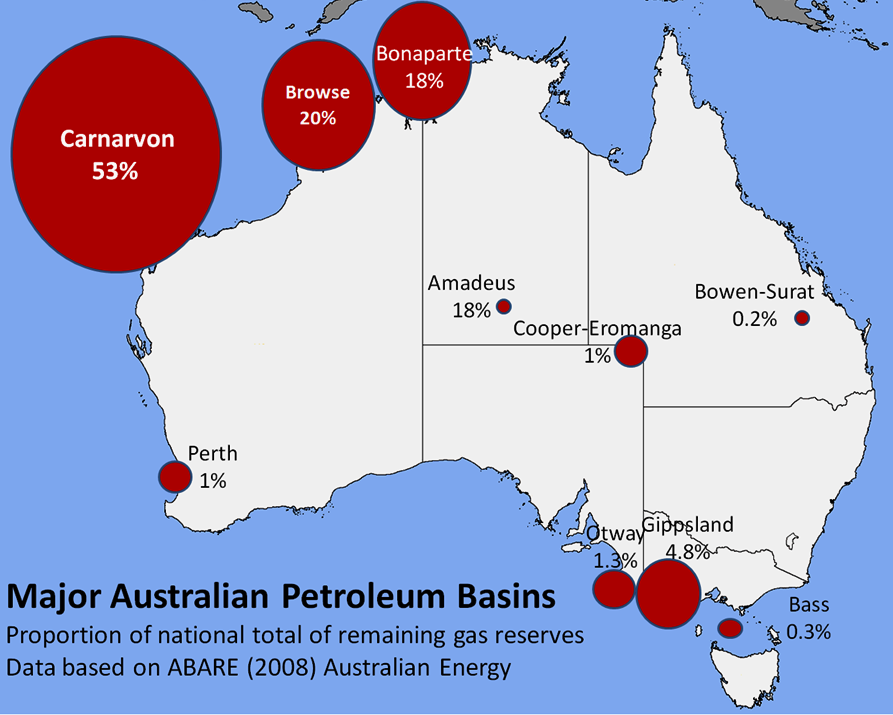 Bonaparte
18%
Browse
20%
Carnarvon
53%
Amadeus
18%
Bowen-Surat
0.2%
Cooper-Eromanga
1%
Perth
1%
Gippsland
4.8%
Otway
1.3%
Major Australian Petroleum Basins
Proportion of national total of remaining gas reserves
Data based on ABARE (2008) Australian Energy
Bass
0.3%